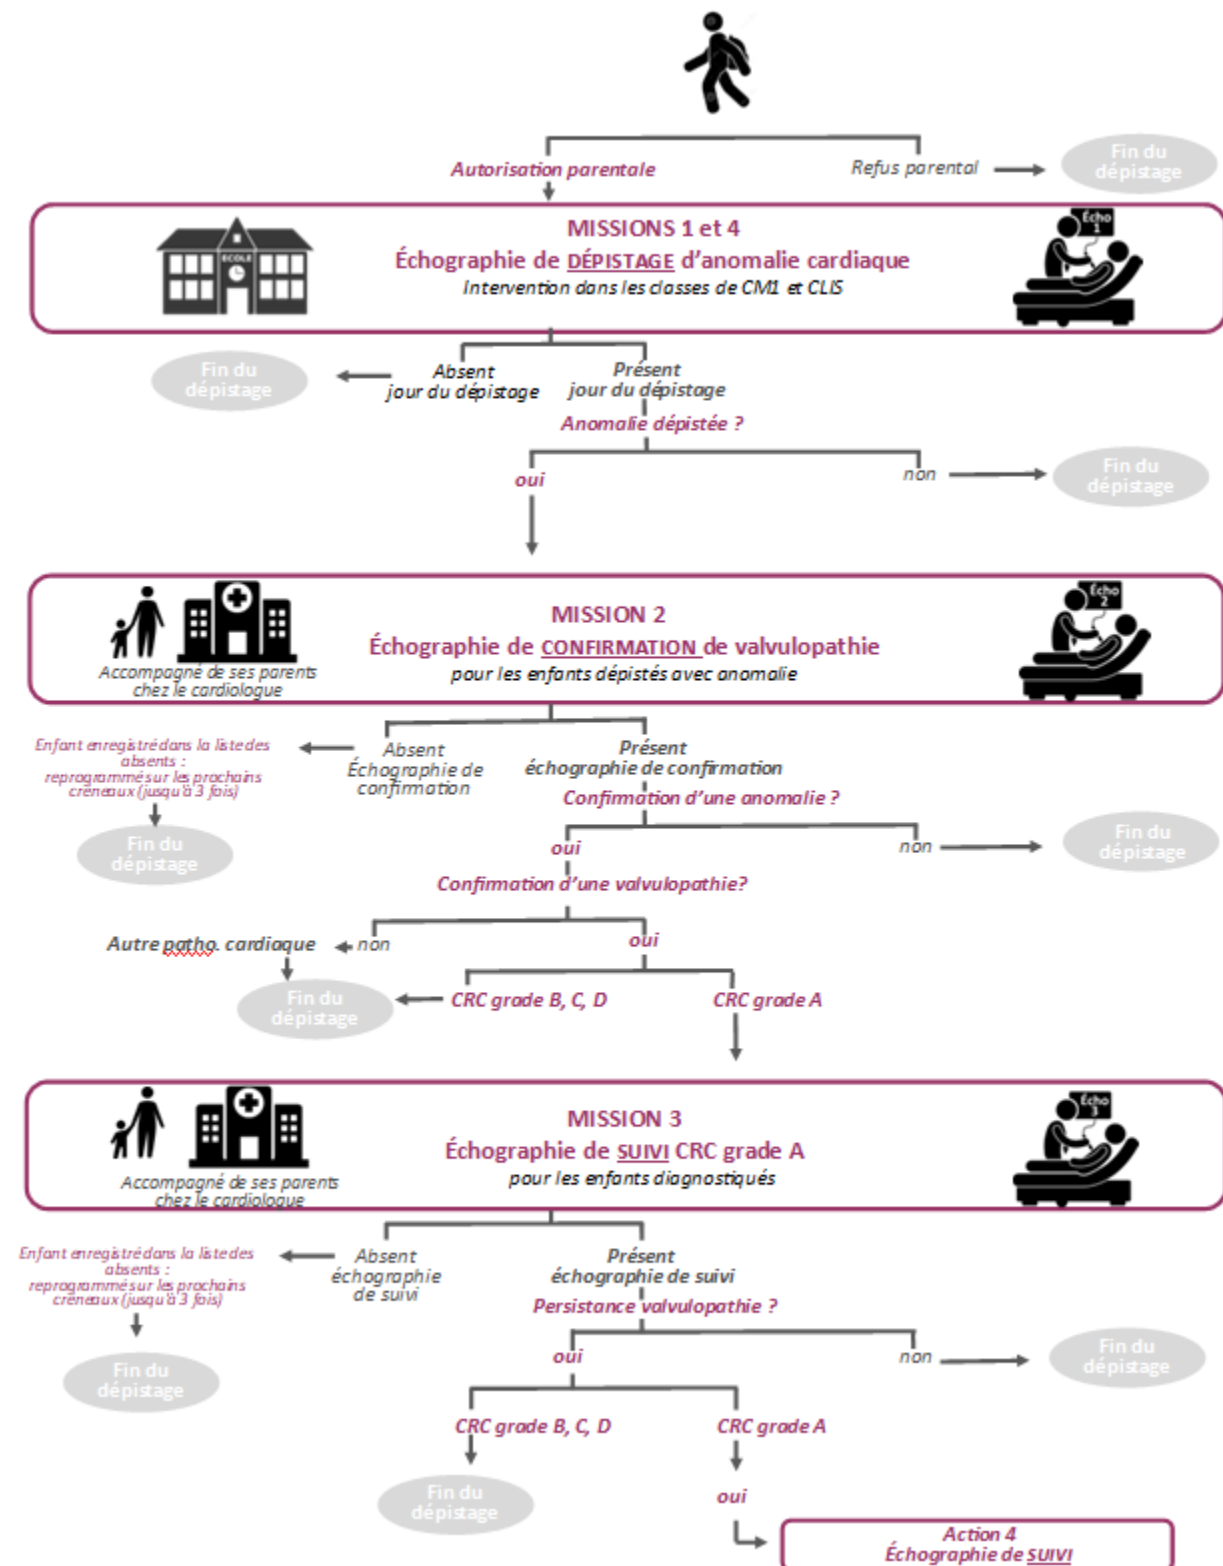 Autorisation parentale
Refus parental
Fin du
dépistage
MISSIONS 1 et 4
Échographie de DÉPISTAGE d'anomalie cardiaque
Intervention dans les classes de CM1 et CLIS
ECOLE
Écho
1
Fin du
dépistage
Absent
jour du dépistage
Présent
jour du dépistage
Anomalie dépistée ?
oui
non
Fin du
dépistage
MISSION 2
Échographie de CONFIRMATION de valvulopathie
pour les enfants dépistés avec anomalie
Accompagné de ses parents
chez le cardiologue
Écho
2
Enfant enregistré dans la liste des
absents :
reprogrammé sur les prochains
créneaux (jusqu'à 3 fois)
Fin du
dépistage
Absent
Échographie de
confirmation
Présent
échographie de confirmation
Confirmation d'une anomalie ?
oui
non
Fin du
dépistage
Confirmation d'une valvulopathie?
Autre patho. cardiaque
non
oui
Fin du
dépistage
CRC grade B, C, D
CRC grade A
MISSION 3
Échographie de SUIVI CRC grade A
pour les enfants diagnostiqués
Accompagné de ses parents
chez le cardiologue
Écho
3
Enfant enregistré dans la liste des
absents :
reprogrammé sur les prochains
créneaux (jusqu'à 3 fois)
Fin du
dépistage
Absent
échographie
de suivi
Présent
échographie de suivi
Persistance valvulopathie ?
oui
non
Fin du
dépistage
CRC grade B, C, D
CRC grade A
Fin du
dépistage
oui
Action 4
Échographie de SUIVI